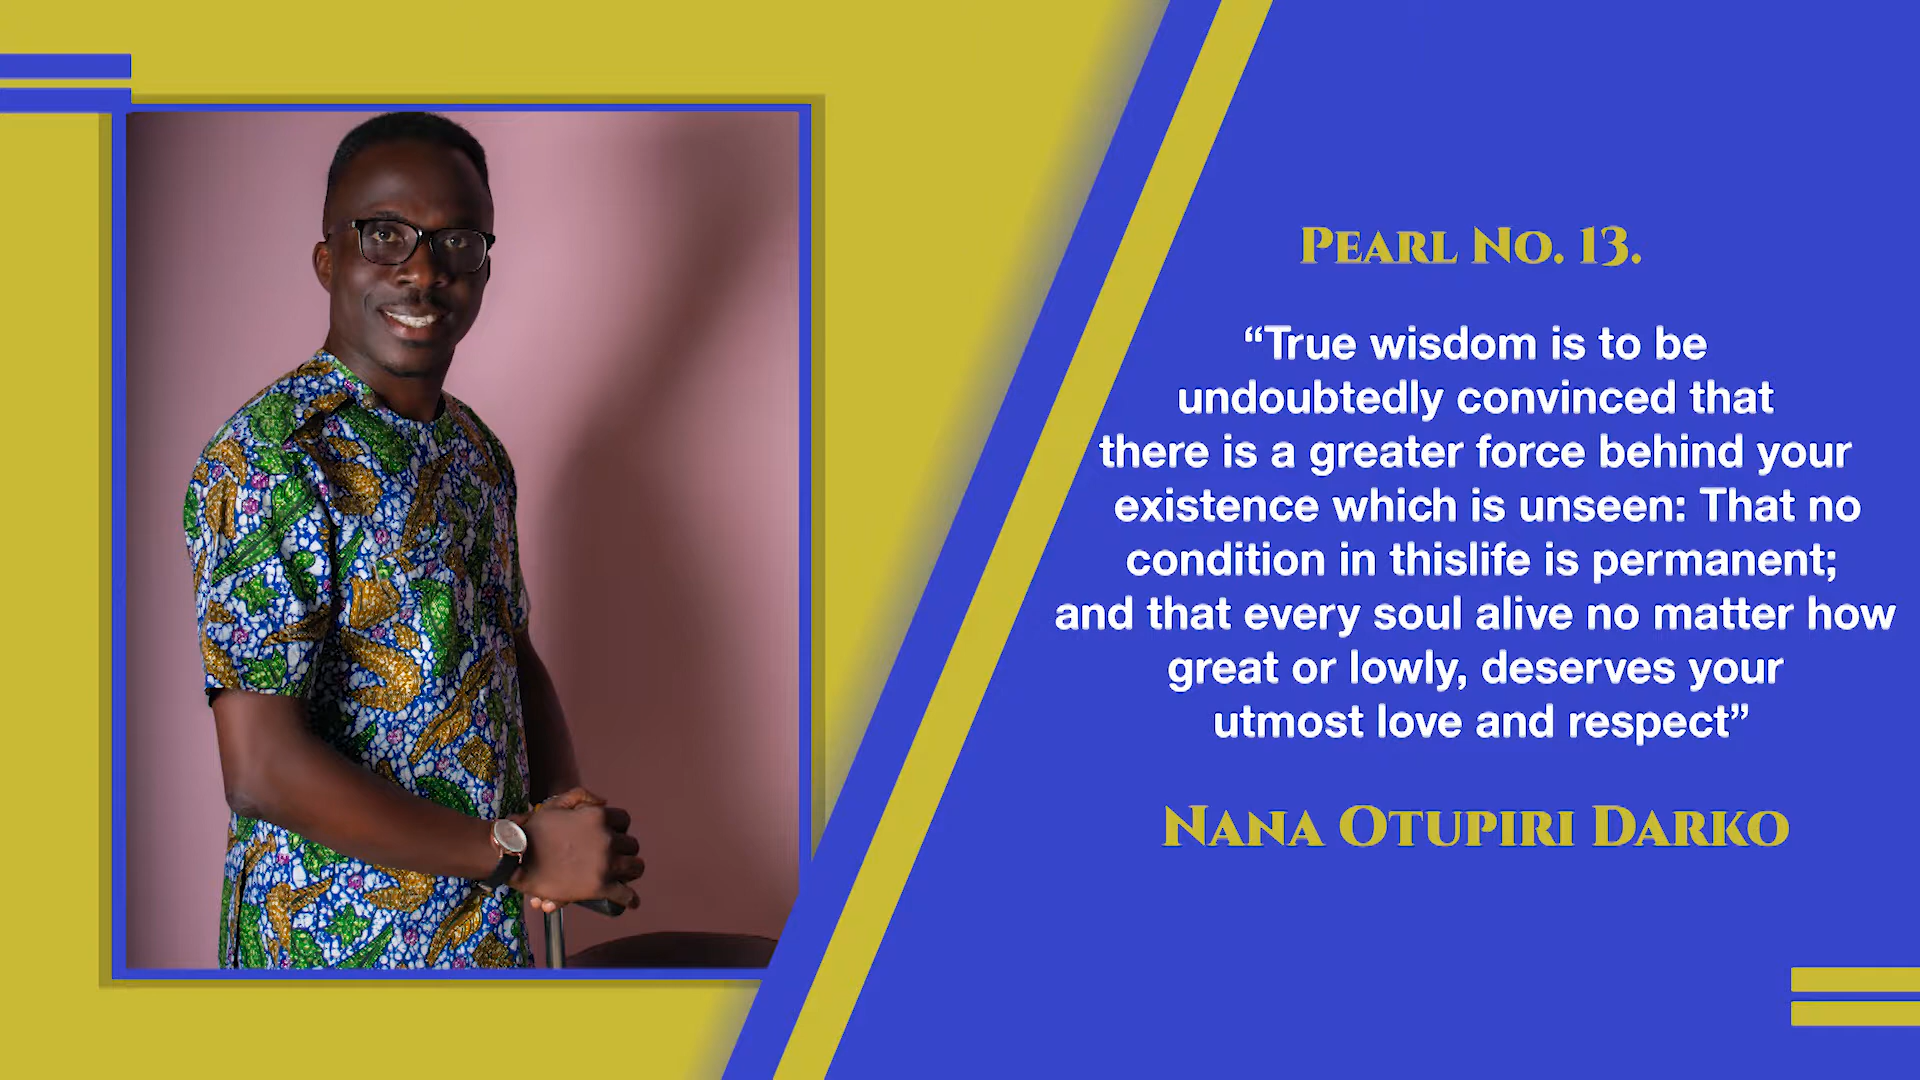 Pearl No. 13.
“True wisdom is to be
undoubtedly convinced that
there is a greater force behind your
existence which is unseen: That no
condition in thislife is permanent;
and that every soul alive no matter how
great or lowly, deserves your
utmost love and respect”
Nana Otupiri Darko